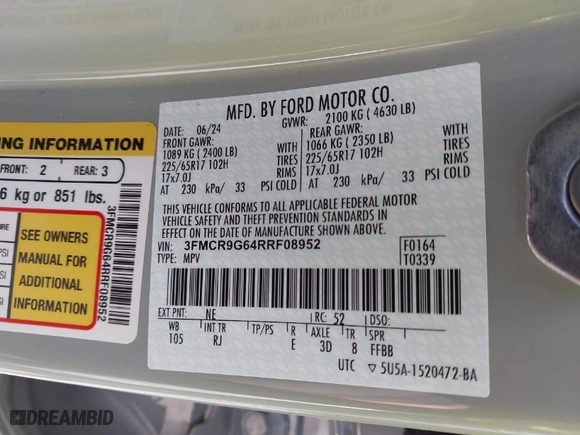 MFD. BY FORD MOTOR CO.
DATE: 06/24 GVWR: 2100 KG ( 4630 LB)
FRONT GAWR: REAR GAWR:
1089 KG ( 2400 LB) 1066 KG ( 2350 LB)
225/65R17 102H TIRES 225/65R17 102H TIRES
17x7.0J RIMS 17x7.0J RIMS
AT 230 kPa/ 33 PSI COLD AT 230 kPa/ 33 PSI COLD
THIS VEHICLE CONFORMS TO ALL APPLICABLE FEDERAL MOTOR
VEHICLE SAFETY AND THEFT PREVENTION STANDARDS IN
EFFECT ON THE DATE OF MANUFACTURE SHOWN ABOVE.
VIN: 3FMCR9G64RRF08952 F0164
TYPE: MPV T0339
EXT PNT: NE RC: 52 DSO:
WB INT TR TP/PS R AXLE TR SPR
105 RJ E 3D 8 FFBB
UTC ▽ 5U5A-1520472-BA
NG INFORMATION
FRONT: 2 REAR: 3
6 kg or 851 lbs.
SEE OWNERS
MANUAL FOR
ADDITIONAL
INFORMATION
3FMCR9G64RRF08952
DREAMBID